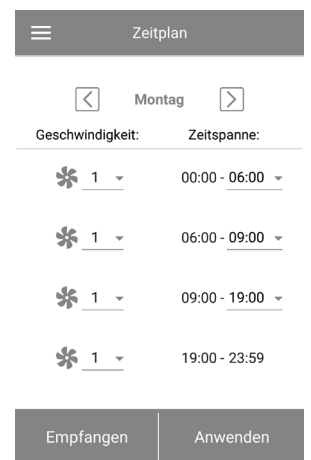 Zeitplan
Montag
Geschwindigkeit: Zeitspanne:
1 00:00 - 06:00
1 06:00 - 09:00
1 09:00 - 19:00
1 19:00 - 23:59
Empfangen Anwenden